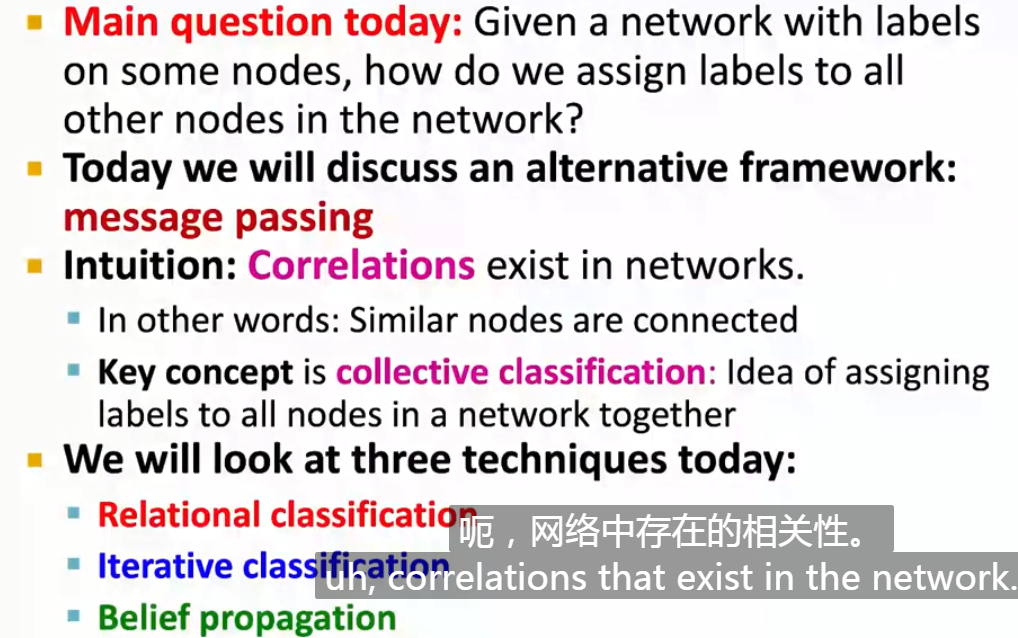 Main question today: Given a network with labels
on some nodes, how do we assign labels to all
other nodes in the network?
Today we will discuss an alternative framework:
message passing
Intuition: Correlations exist in networks.
In other words: Similar nodes are connected
Key concept is collective classification: Idea of assigning
labels to all nodes in a network together
We will look at three techniques today:
Relational classification
呃，网络中存在的相关性。
Iterative classification
uh, correlations that exist in the network.
Belief propagation